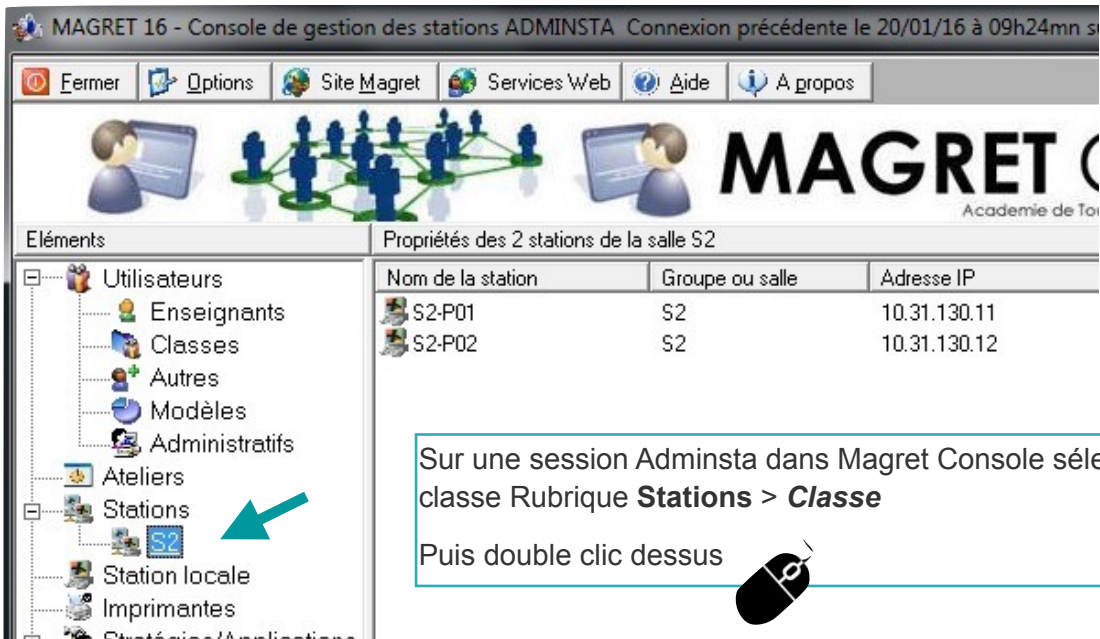 MAGRET 16 - Console de gestion des stations ADMINSTA Connexion précédente le 20/01/16 à 09h24mn
Fermer Options Site Magret Services Web Aide A propos
MAGRET
Academie de
Eléments
Propriétés des 2 stations de la salle S2
Utilisateurs
Enseignants
Classes
Autres
Modèles
Administratifs
Ateliers
Stations
S2
Station locale
Imprimantes
Stratégies/Applications
Nom de la station Groupe ou salle Adresse IP
S2-P01 S2 10.31.130.11
S2-P02 S2 10.31.130.12
Sur une session Adminsta dans Magret Console
classe Rubrique Stations > Classe
Puis double clic dessus